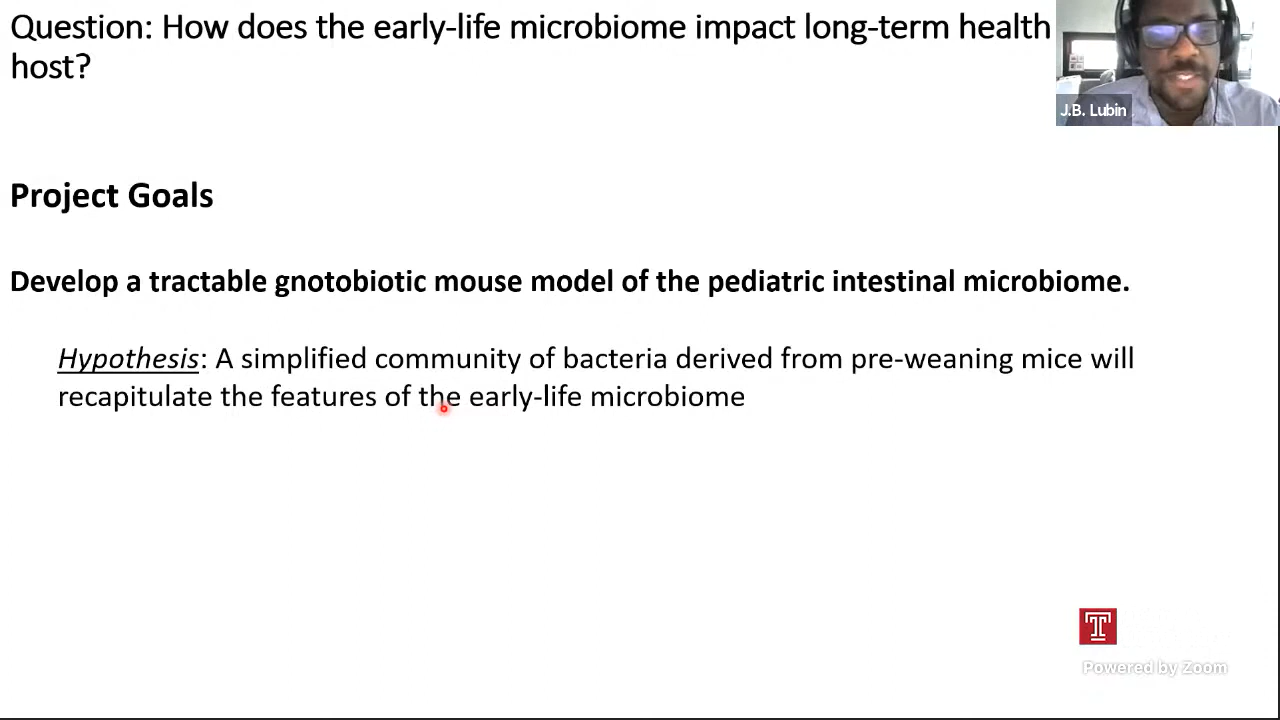 Question: How does the early-life microbiome impact long-term health
host?
J.B. Lubin
Project Goals
Develop a tractable gnotobiotic mouse model of the pediatric intestinal microbiome.
Hypothesis: A simplified community of bacteria derived from pre-weaning mice will
recapitulate the features of the early-life microbiome
T
Powered by Zoom